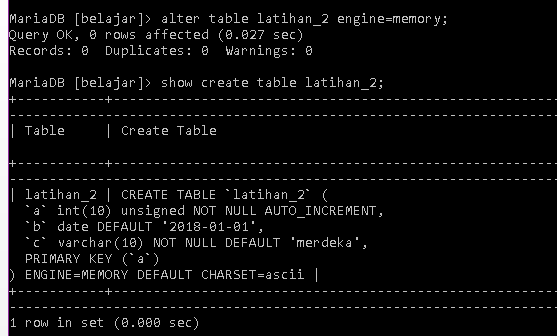 MariaDB [belajar]> alter table latihan_2 engine=memory;
Query OK, 0 rows affected (0.027 sec)
Records: 0  Duplicates: 0  Warnings: 0
MariaDB [belajar]> show create table latihan_2;
+-----------+------------------------------------------------------
-------------------------------------------------------------------
| Table     | Create Table
+-----------+------------------------------------------------------
-------------------------------------------------------------------
| latihan_2 | CREATE TABLE `latihan_2` (
  `a` int(10) unsigned NOT NULL AUTO_INCREMENT,
  `b` date DEFAULT '2018-01-01',
  `c` varchar(10) NOT NULL DEFAULT 'merdeka',
  PRIMARY KEY (`a`)
) ENGINE=MEMORY DEFAULT CHARSET=ascii |
+-----------+------------------------------------------------------
-------------------------------------------------------------------
1 row in set (0.000 sec)